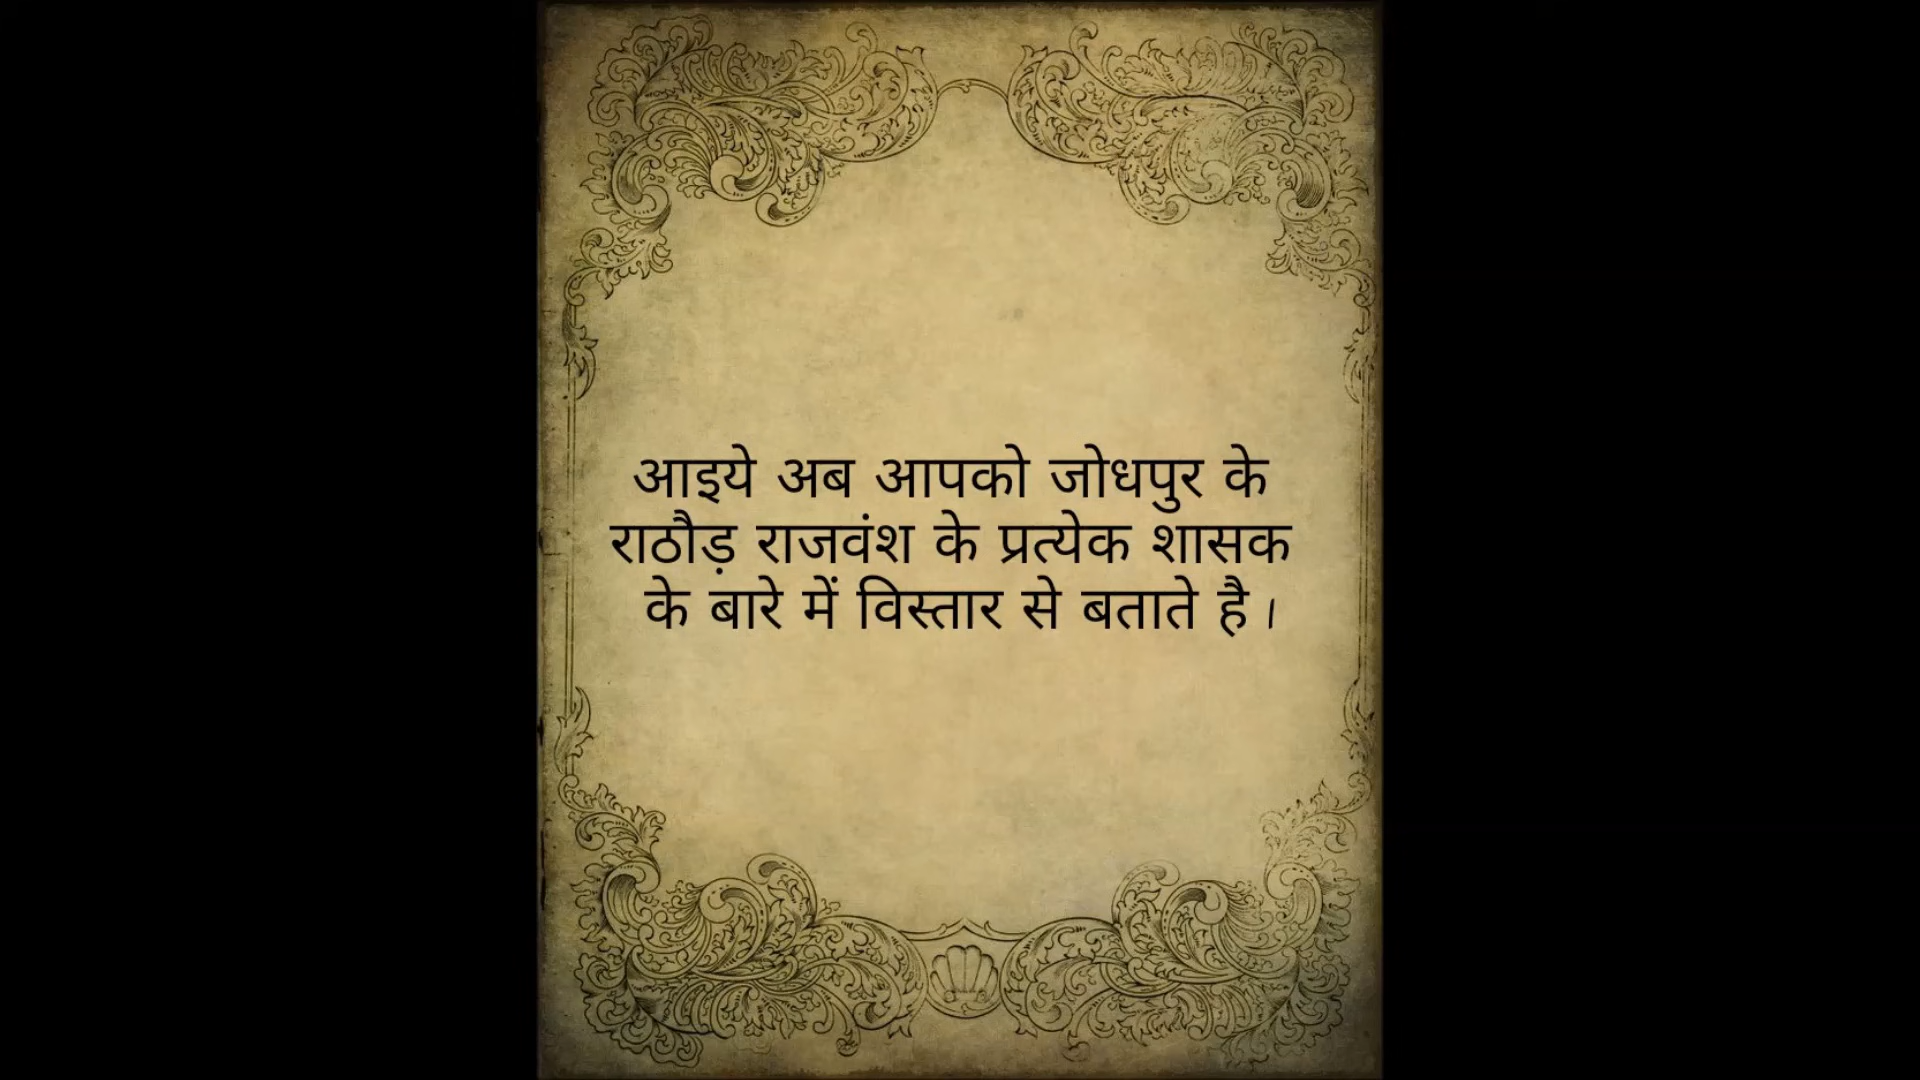 आइये अब आपको जोधपुर के
राठौड़ राजवंश के प्रत्येक शासक
के बारे में विस्तार से बताते है।